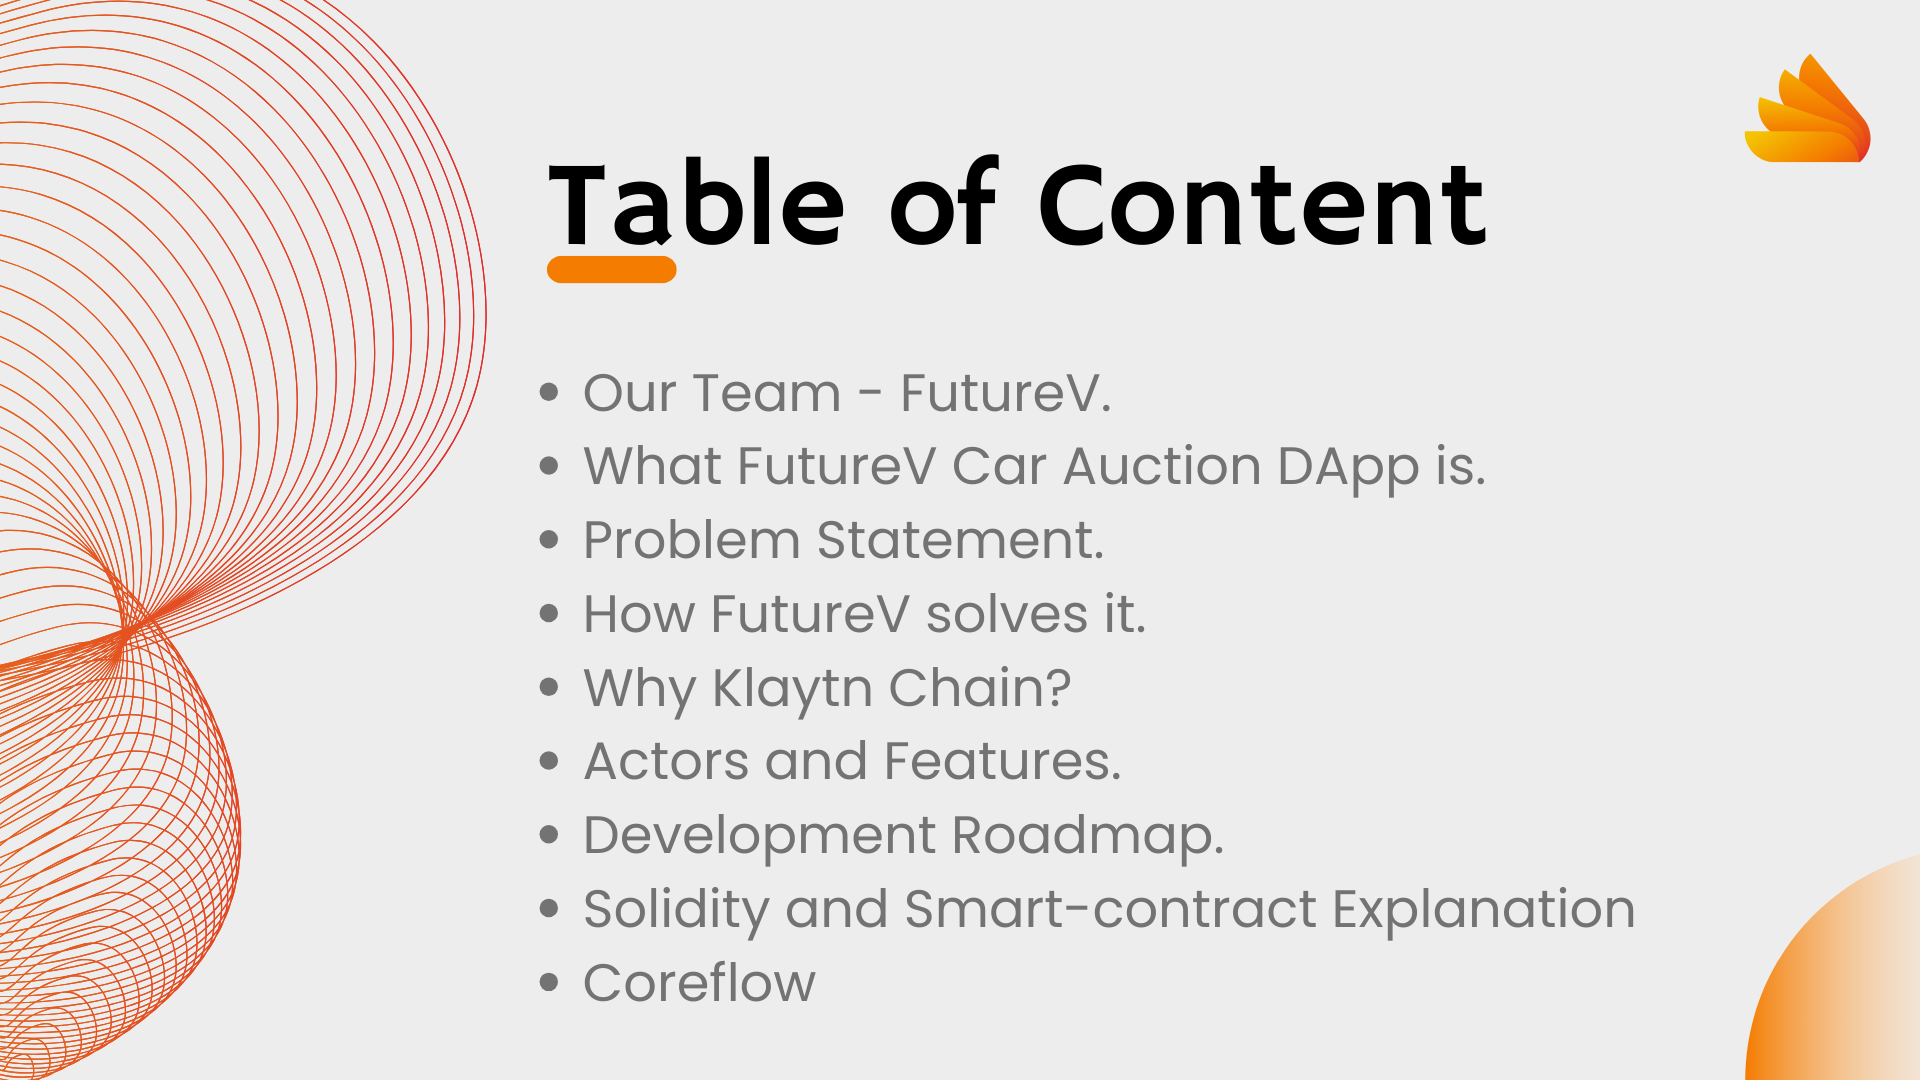 Table of Content
• Our Team - FutureV.
• What FutureV Car Auction DApp is.
• Problem Statement.
• How FutureV solves it.
• Why Klaytn Chain?
• Actors and Features.
• Development Roadmap.
• Solidity and Smart-contract Explanation
• Coreflow